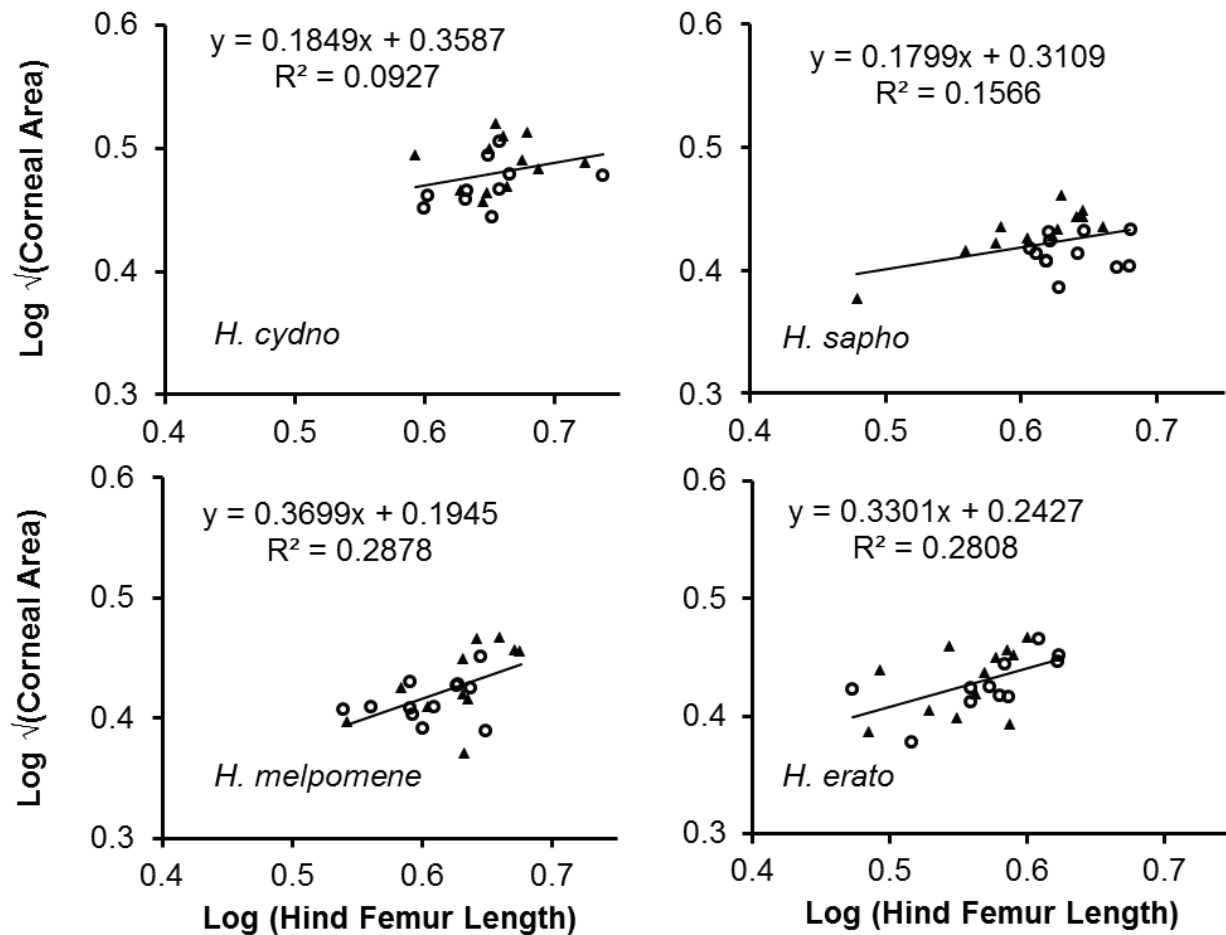 0.6
y = 0.1849x + 0.3587
R² = 0.0927
0.5
0.4
0.3
Log √(Corneal Area)
H. cydno
0.4 0.5 0.6 0.7
0.6
y = 0.1799x + 0.3109
R² = 0.1566
0.5
0.4
0.3
H. sapho
0.4 0.5 0.6 0.7
0.6
y = 0.3699x + 0.1945
R² = 0.2878
0.5
0.4
0.3
Log √(Corneal Area)
H. melpomene
0.4 0.5 0.6 0.7
Log (Hind Femur Length)
0.6
y = 0.3301x + 0.2427
R² = 0.2808
0.5
0.4
0.3
H. erato
0.4 0.5 0.6 0.7
Log (Hind Femur Length)